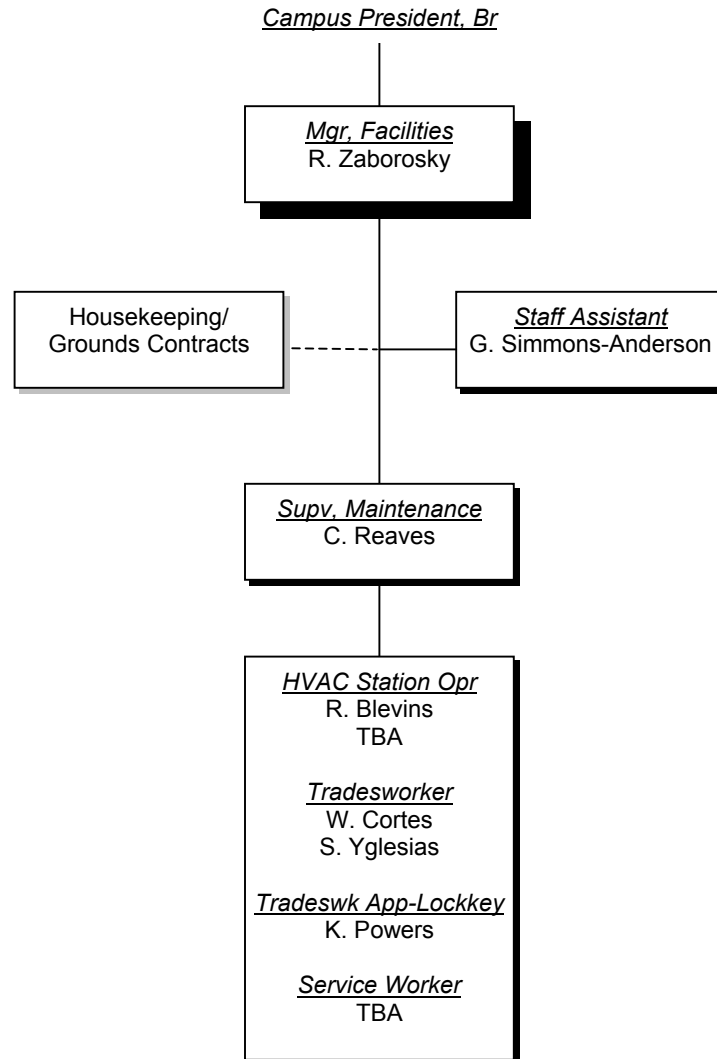 Campus President, Br
Mgr, Facilities
R. Zaborosky
Housekeeping/
Grounds Contracts
Staff Assistant
G. Simmons-Anderson
Supv, Maintenance
C. Reaves
HVAC Station Opr
R. Blevins
TBA
Tradesworker
W. Cortes
S. Yglesias
Tradeswk App-Lockkey
K. Powers
Service Worker
TBA